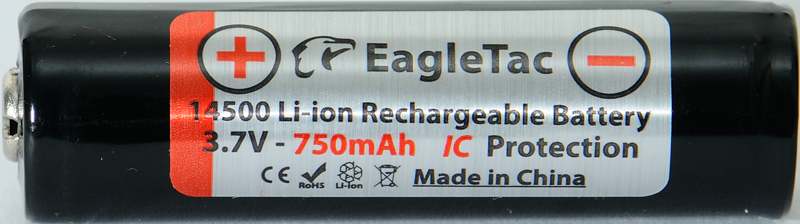 EagleTac
14500 Li-ion Rechargeable Battery
3.7V - 750mAh IC Protection
CE RoHS Li-ion Made in China